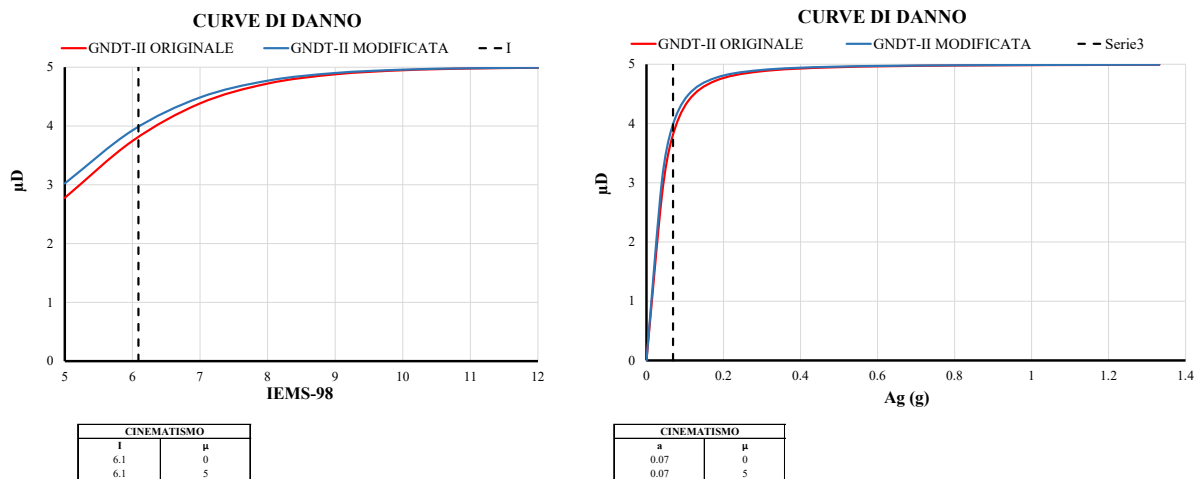 CURVE DI DANNO
GNDT-II ORIGINALE GNDT-II MODIFICATA I
5
4
3
2
1
0
µD
5 6 7 8 9 10 11 12
IEMS-98
CINEMATISMO
I µ
6.1 0
6.1 5
CURVE DI DANNO
GNDT-II ORIGINALE GNDT-II MODIFICATA Serie3
5
4
3
2
1
0
µD
0 0.2 0.4 0.6 0.8 1 1.2 1.4
Ag (g)
CINEMATISMO
a µ
0.07 0
0.07 5